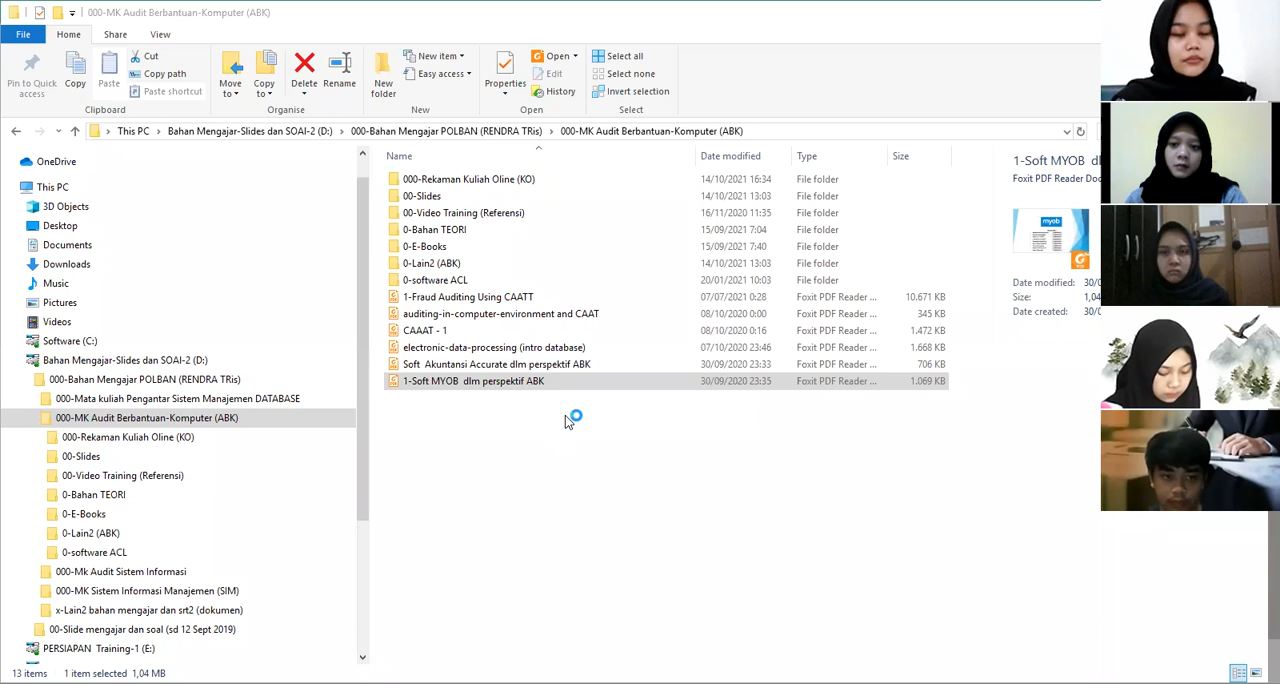 000-MK Audit Berbantuan-Komputer (ABK)
File Home Share View
Pin to Quick access
Copy
Paste
Cut
Copy path
Paste shortcut
Clipboard
Move to
Copy to
Delete
Rename
Organise
New folder
New item
Easy access
New
Properties
Open
Edit
History
Open
Select all
Select none
Invert selection
Select
This PC > Bahan Mengajar-Slides dan SOAI-2 (D:) > 000-Bahan Mengajar POLBAN (RENDRA TRis) > 000-MK Audit Berbantuan-Komputer (ABK)
OneDrive
This PC
3D Objects
Desktop
Documents
Downloads
Music
Pictures
Videos
Software (C:)
Bahan Mengajar-Slides dan SOAI-2 (D:)
000-Bahan Mengajar POLBAN (RENDRA TRis)
000-Mata kuliah Pengantar Sistem Manajemen DATABASE
000-MK Audit Berbantuan-Komputer (ABK)
000-Rekaman Kuliah Oline (KO)
00-Slides
00-Video Training (Referensi)
0-Bahan TEORI
0-E-Books
0-Lain2 (ABK)
0-software ACL
000-Mk Audit Sistem Informasi
000-MK Sistem Informasi Manajemen (SIM)
x-Lain2 bahan mengajar dan srt2 (dokumen)
00-Slide mengajar dan soal (sd 12 Sept 2019)
PERSIAPAN Training-1 (E:)
Name Date modified Type Size
000-Rekaman Kuliah Oline (KO) 14/10/2021 16:34 File folder
00-Slides 14/10/2021 13:03 File folder
00-Video Training (Referensi) 16/11/2020 11:35 File folder
0-Bahan TEORI 15/09/2021 7:04 File folder
0-E-Books 15/09/2021 7:40 File folder
0-Lain2 (ABK) 14/10/2021 13:03 File folder
0-software ACL 20/01/2021 10:03 File folder
1-Fraud Auditing Using CAATT 07/07/2021 0:28 Foxit PDF Reader ... 10.671 KB
auditing-in-computer-environment and CAAT 08/10/2020 0:00 Foxit PDF Reader ... 345 KB
CAAAT - 1 08/10/2020 0:16 Foxit PDF Reader ... 1.472 KB
electronic-data-processing (intro database) 07/10/2020 23:46 Foxit PDF Reader ... 1.668 KB
Soft Akuntansi Accurate dlm perspektif ABK 30/09/2020 23:33 Foxit PDF Reader ... 706 KB
1-Soft MYOB dlm perspektif ABK 30/09/2020 23:35 Foxit PDF Reader ... 1.069 KB
1-Soft MYOB dl
Foxit PDF Reader Doc
myob
Date modified: 30/0
Size: 1,04
Date created: 30/0
13 items 1 item selected 1,04 MB